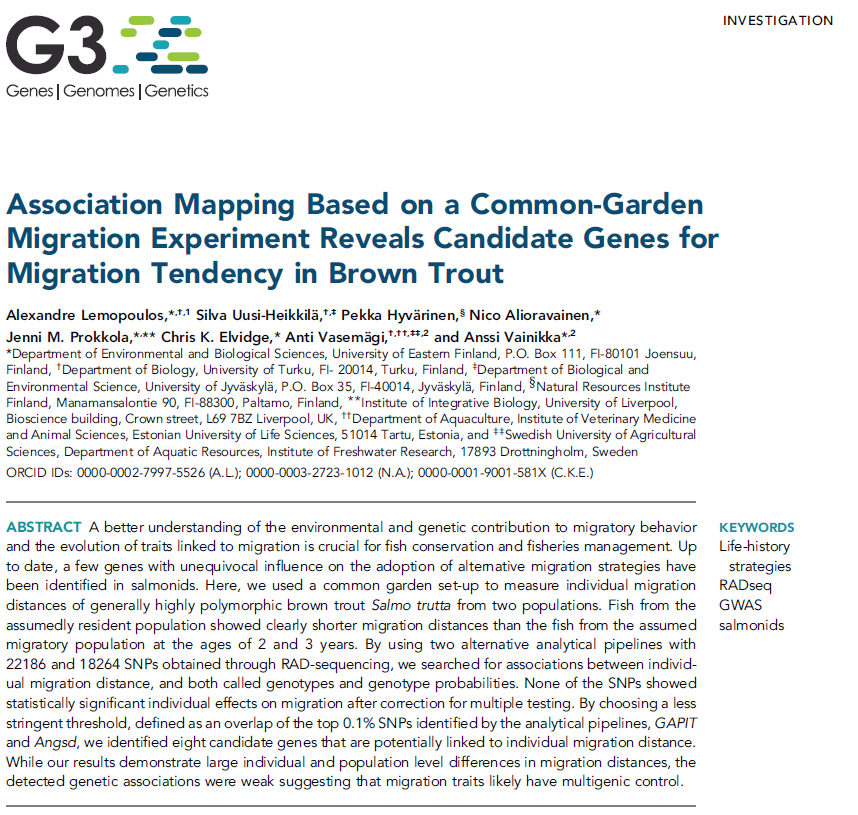 INVESTIGATION
G3
Genes|Genomes|Genetics
Association Mapping Based on a Common-Garden
Migration Experiment Reveals Candidate Genes for
Migration Tendency in Brown Trout
Alexandre Lemopoulos,*,†,1 Silva Uusi-Heikkilä,†,‡ Pekka Hyvärinen,§ Nico Alioravainen,*
Jenni M. Prokkola,*,** Chris K. Elvidge,* Anti Vasemägi,†,††,‡‡,2 and Anssi Vainikka*,2
*Department of Environmental and Biological Sciences, University of Eastern Finland, P.O. Box 111, FI-80101 Joensuu,
Finland, †Department of Biology, University of Turku, FI- 20014, Turku, Finland, ‡Department of Biological and
Environmental Science, University of Jyväskylä, P.O. Box 35, FI-40014, Jyväskylä, Finland, §Natural Resources Institute
Finland, Manamansalontie 90, FI-88300, Paltamo, Finland, **Institute of Integrative Biology, University of Liverpool,
Bioscience building, Crown street, L69 7BZ Liverpool, UK, ††Department of Aquaculture, Institute of Veterinary Medicine
and Animal Sciences, Estonian University of Life Sciences, 51014 Tartu, Estonia, and ‡‡Swedish University of Agricultural
Sciences, Department of Aquatic Resources, Institute of Freshwater Research, 17893 Drottningholm, Sweden
ORCID IDs: 0000-0002-7997-5526 (A.L.); 0000-0003-2723-1012 (N.A.); 0000-0001-9001-581X (C.K.E.)
ABSTRACT A better understanding of the environmental and genetic contribution to migratory behavior
and the evolution of traits linked to migration is crucial for fish conservation and fisheries management. Up
to date, a few genes with unequivocal influence on the adoption of alternative migration strategies have
been identified in salmonids. Here, we used a common garden set-up to measure individual migration
distances of generally highly polymorphic brown trout Salmo trutta from two populations. Fish from the
assumedly resident population showed clearly shorter migration distances than the fish from the assumed
migratory population at the ages of 2 and 3 years. By using two alternative analytical pipelines with
22186 and 18264 SNPs obtained through RAD-sequencing, we searched for associations between individ-
ual migration distance, and both called genotypes and genotype probabilities. None of the SNPs showed
statistically significant individual effects on migration after correction for multiple testing. By choosing a less
stringent threshold, defined as an overlap of the top 0.1% SNPs identified by the analytical pipelines, GAPIT
and Angsd, we identified eight candidate genes that are potentially linked to individual migration distance.
While our results demonstrate large individual and population level differences in migration distances, the
detected genetic associations were weak suggesting that migration traits likely have multigenic control.
KEYWORDS
Life-history
strategies
RADseq
GWAS
salmonids